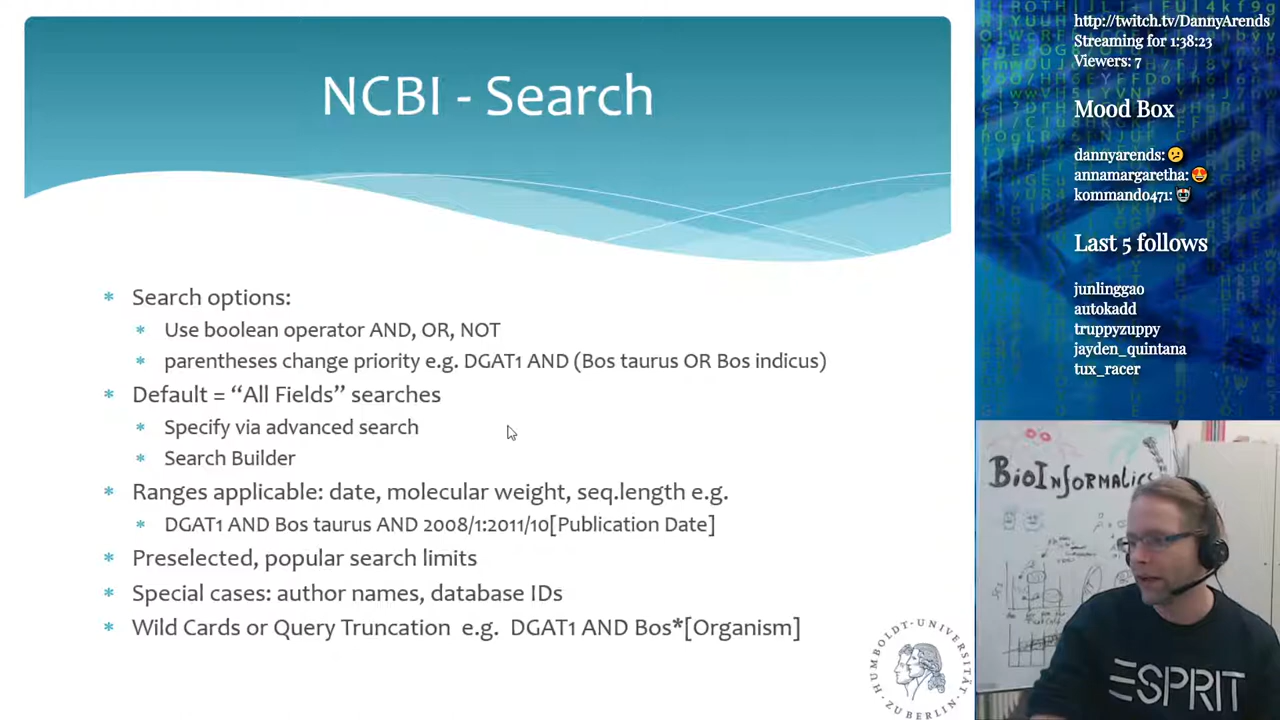 NCBI - Search
Search options:
Use boolean operator AND, OR, NOT
parentheses change priority e.g. DGAT1 AND (Bos taurus OR Bos indicus)
Default = “All Fields” searches
Specify via advanced search
Search Builder
Ranges applicable: date, molecular weight, seq.length e.g.
DGAT1 AND Bos taurus AND 2008/1:2011/10[Publication Date]
Preselected, popular search limits
Special cases: author names, database IDs
Wild Cards or Query Truncation e.g. DGAT1 AND Bos*[Organism]
HUMBOLDT-UNIVERSITÄT ZU BERLIN
http://twitch.tv/DannyArends
Streaming for 1:38:23
Viewers: 7
Mood Box
dannyarends: 😕
annamargaretha: 😍
kommando471: 🤖
Last 5 follows
junlinggao
autokadd
truppyzuppy
jayden_quintana
tux_racer
BioInformatics
ESPRIT